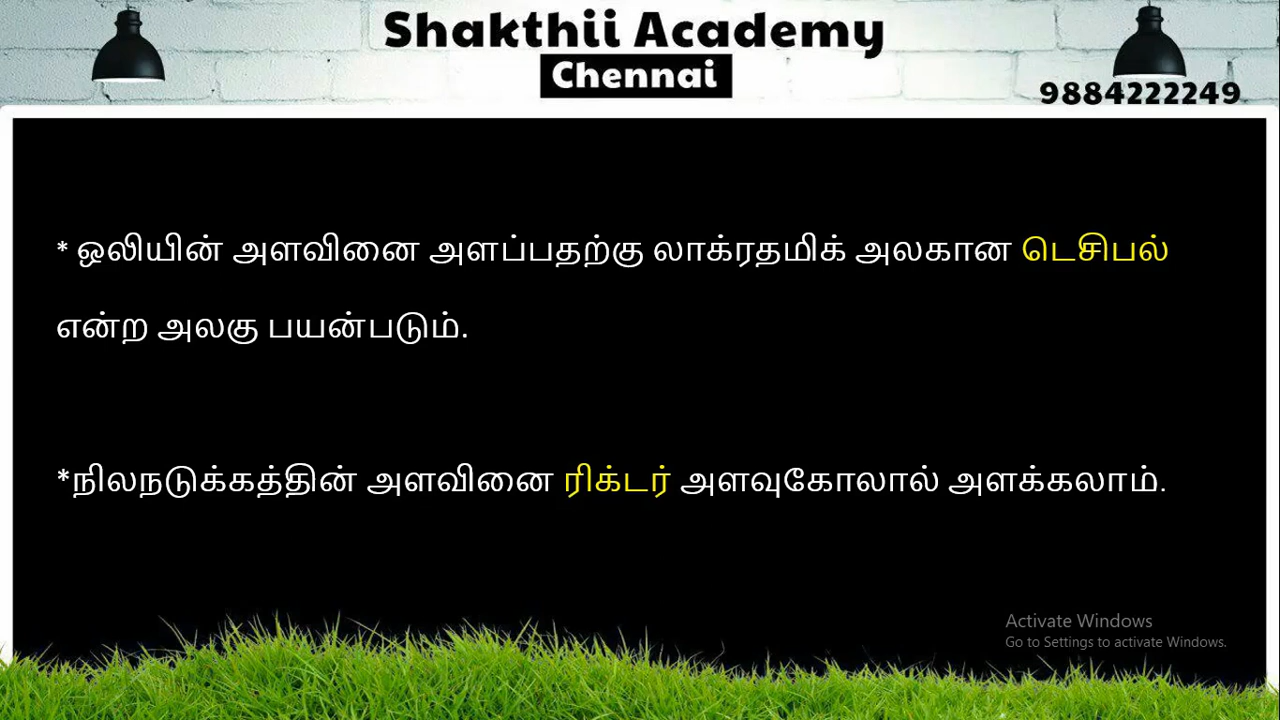 Shakthii Academy
Chennai
9884222249
* ஒலியின் அளவினை அளப்பதற்கு லாக்ரதமிக் அலகான டெசிபல்
என்ற அலகு பயன்படும்.
*நிலநடுக்கத்தின் அளவினை ரிக்டர் அளவுகோலால் அளக்கலாம்.
Activate Windows
Go to Settings to activate Windows.